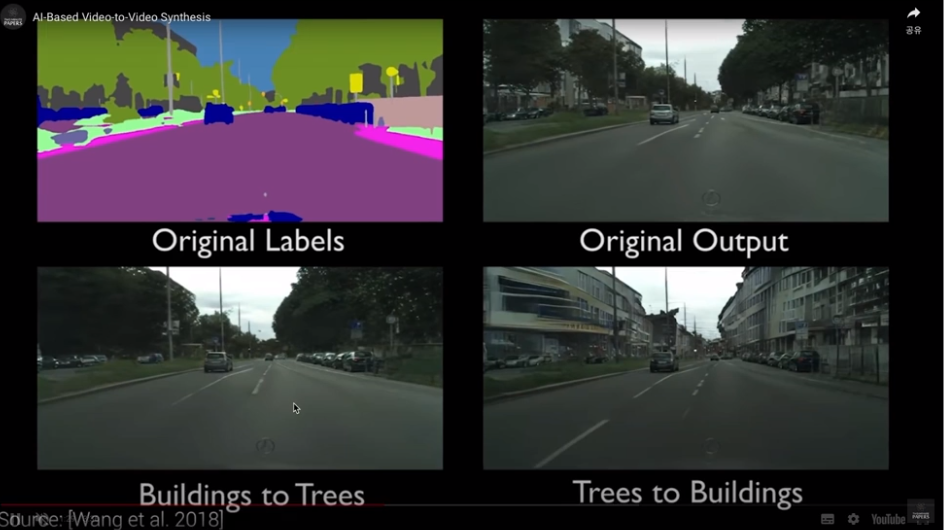 AI-Based Video-to-Video Synthesis
공유
Original Labels
Original Output
Buildings to Trees
Trees to Buildings
Source: [Wang et al. 2018]
YouTube
PAPERS